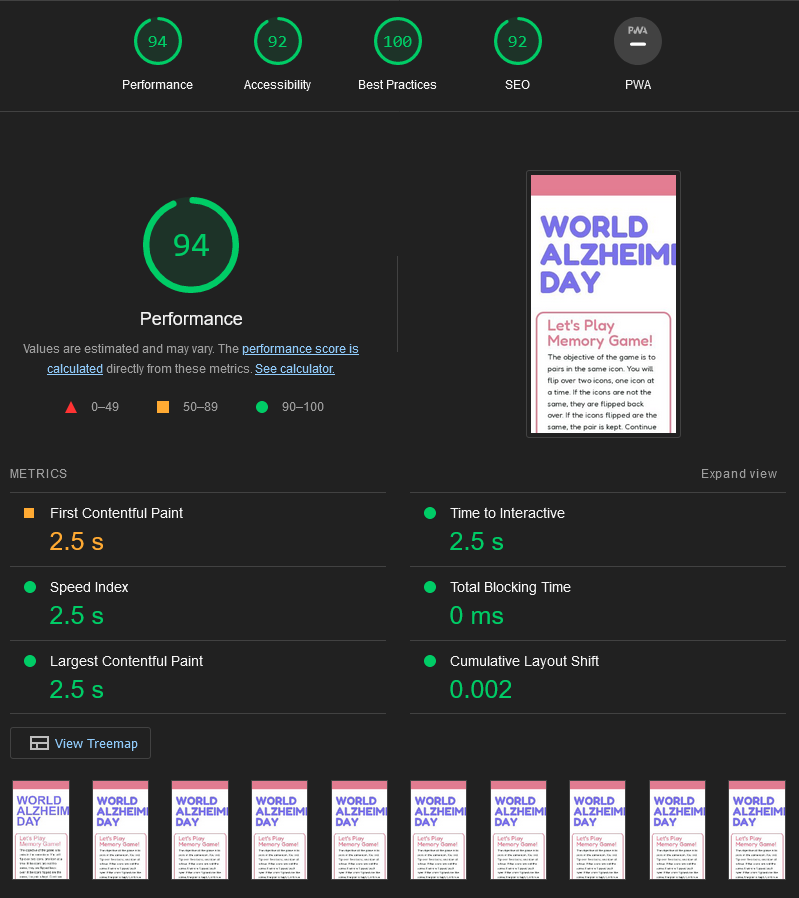 94
92
100
92
PWA
Performance
Accessibility
Best Practices
SEO
PWA
94
Performance
Values are estimated and may vary. The performance score is
calculated directly from these metrics. See calculator.
0–49
50–89
90–100
WORLD
ALZHEIM
DAY
Let's Play
Memory Game!
The objective of the game is to
pairs in the same icon. You will
flip over two icons, one icon at
a time. If the icons are not the
same, they are flipped back
over. If the icons flipped are the
same, the pair is kept. Continue
METRICS
Expand view
First Contentful Paint
2.5 s
Time to Interactive
2.5 s
Speed Index
2.5 s
Total Blocking Time
0 ms
Largest Contentful Paint
2.5 s
Cumulative Layout Shift
0.002
View Treemap
WORLD
ALZHEIM
DAY
Let's Play
Memory Game!
WORLD
ALZHEIM
DAY
Let's Play
Memory Game!
WORLD
ALZHEIM
DAY
Let's Play
Memory Game!
WORLD
ALZHEIM
DAY
Let's Play
Memory Game!
WORLD
ALZHEIM
DAY
Let's Play
Memory Game!
WORLD
ALZHEIM
DAY
Let's Play
Memory Game!
WORLD
ALZHEIM
DAY
Let's Play
Memory Game!
WORLD
ALZHEIM
DAY
Let's Play
Memory Game!
WORLD
ALZHEIM
DAY
Let's Play
Memory Game!
WORLD
ALZHEIM
DAY
Let's Play
Memory Game!